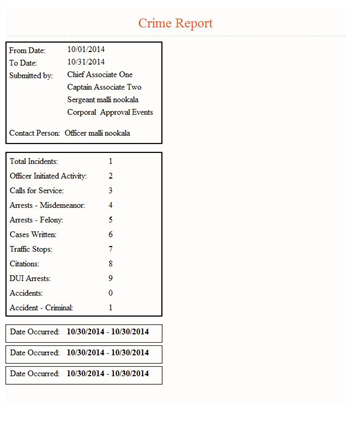 Crime Report
From Date: 10/01/2014
To Date: 10/31/2014
Submitted by: Chief Associate One
Captain Associate Two
Sergeant malli nookala
Corporal Approval Events
Contact Person: Officer malli nookala
Total Incidents: 1
Officer Initiated Activity: 2
Calls for Service: 3
Arrests - Misdemeanor: 4
Arrests - Felony: 5
Cases Written: 6
Traffic Stops: 7
Citations: 8
DUI Arrests: 9
Accidents: 0
Accident - Criminal: 1
Date Occurred: 10/30/2014 - 10/30/2014
Date Occurred: 10/30/2014 - 10/30/2014
Date Occurred: 10/30/2014 - 10/30/2014